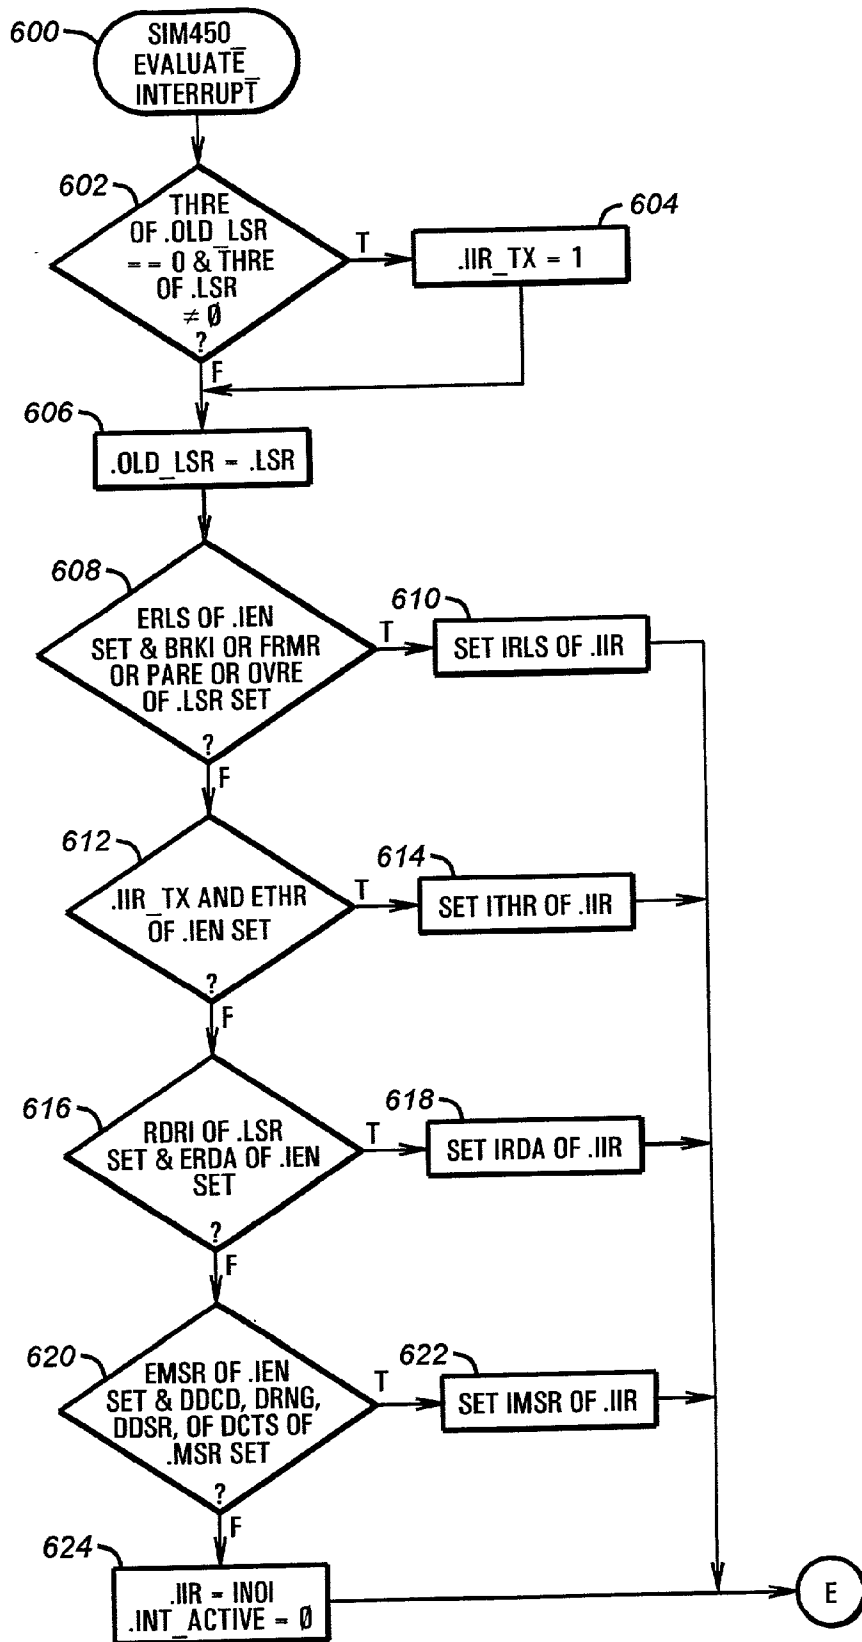 600
SIM450
EVALUATE
INTERRUPT
602
THRE
OF .OLD_LSR
== 0 & THRE
OF .LSR
≠ Ø
?
T
F
604
.IIR_TX = 1
606
.OLD_LSR = .LSR
608
ERLS OF .IEN
SET & BRKI OR FRMR
OR PARE OR OVRE
OF .LSR SET
?
T
F
610
SET IRLS OF .IIR
612
.IIR_TX AND ETHR
OF .IEN SET
?
T
F
614
SET ITHR OF .IIR
616
RDRI OF .LSR
SET & ERDA OF .IEN
SET
?
T
F
618
SET IRDA OF .IIR
620
EMSR OF .IEN
SET & DDCD, DRNG,
DDSR, OF DCTS OF
.MSR SET
?
T
F
622
SET IMSR OF .IIR
624
.IIR = INOI
.INT_ACTIVE = Ø
E